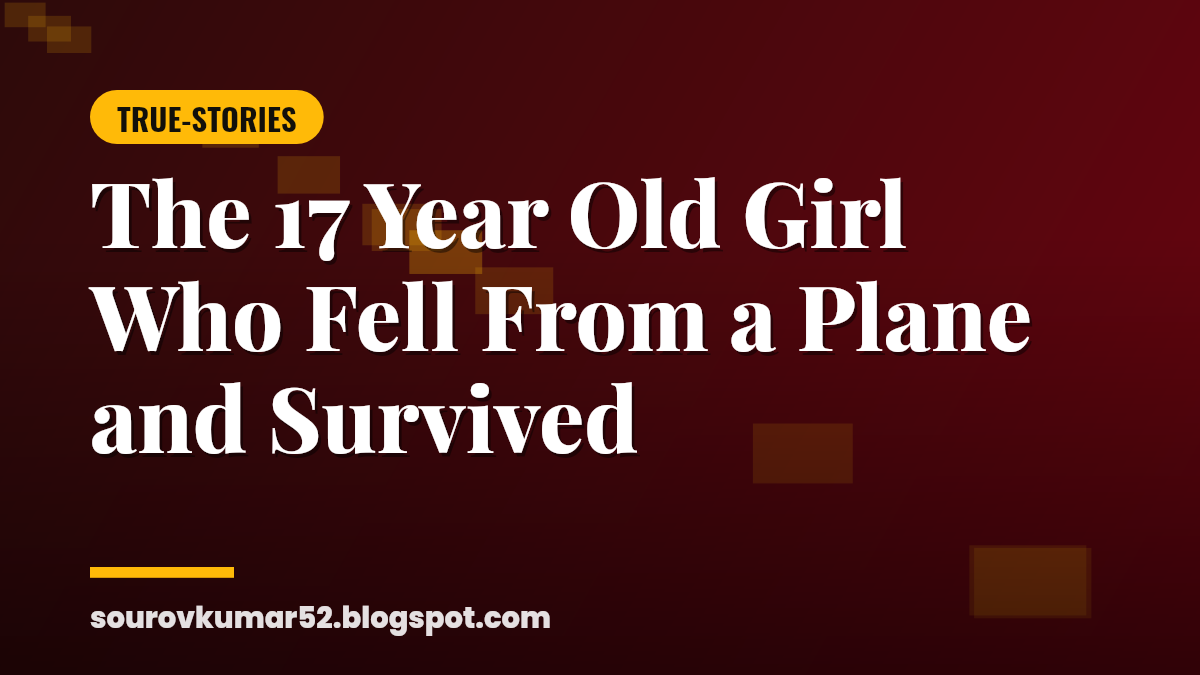 TRUE-STORIES
The 17 Year Old Girl
Who Fell From a Plane
and Survived
sourovkumar52.blogspot.com